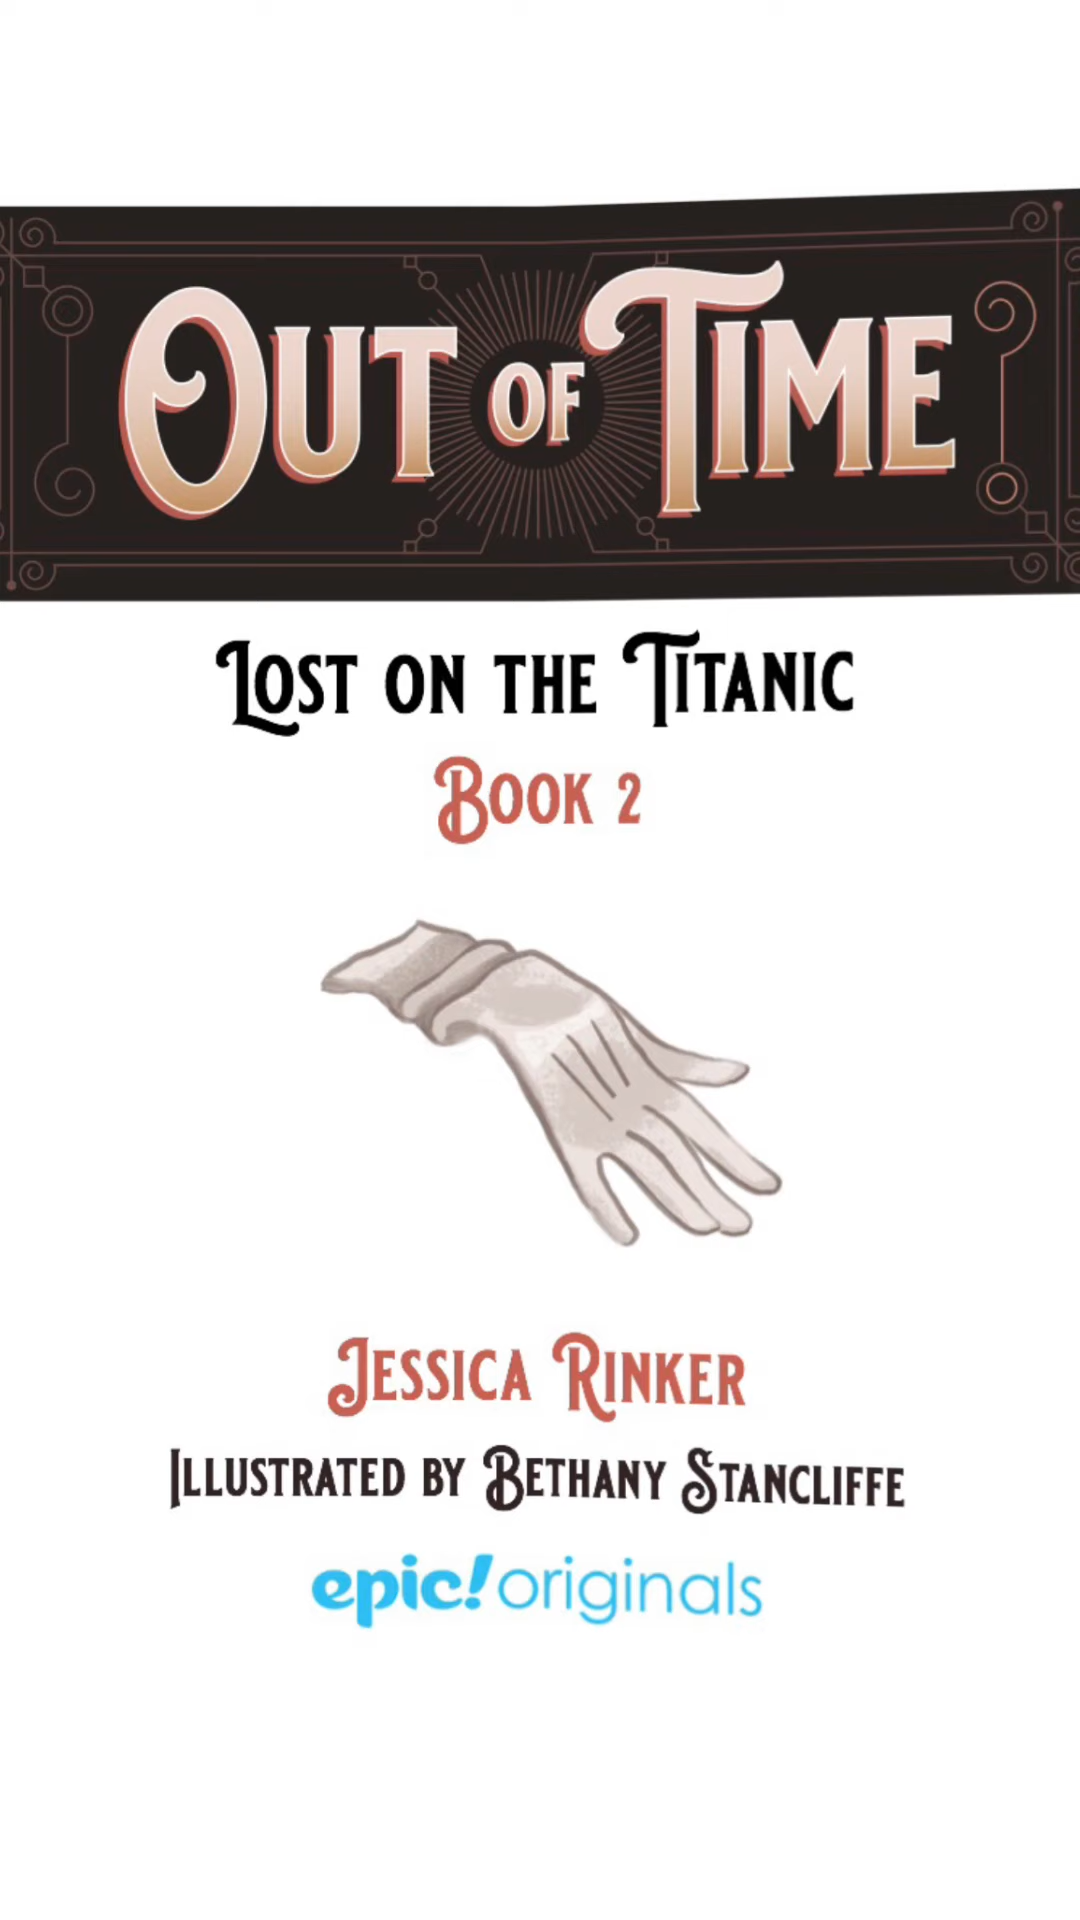 Out of Time
Lost on the Titanic
Book 2
Jessica Rinker
Illustrated by Bethany Stancliffe
epic! originals